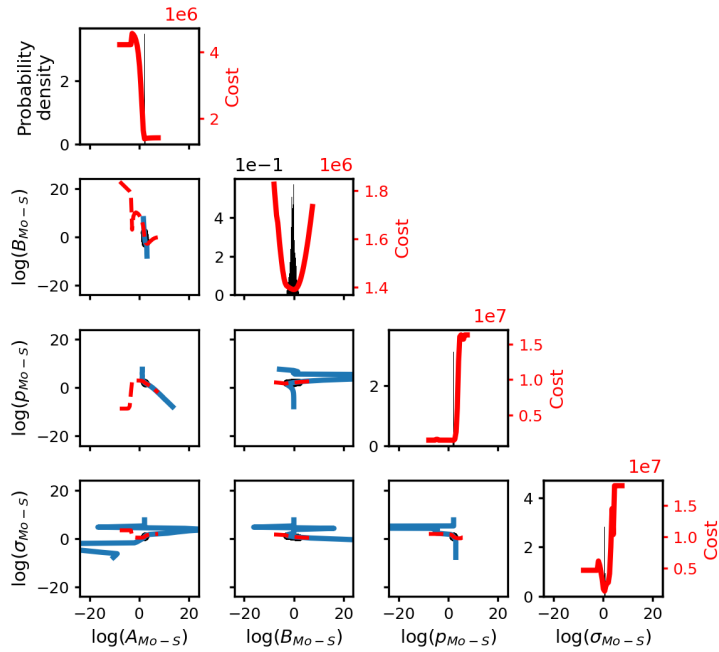 1e6
Probability
density
0
2
2
4
Cost
1e−1
1e6
log(B_{Mo−S})
20
0
−20
0
2
4
1.4
1.6
1.8
Cost
1e7
log(p_{Mo−S})
20
0
−20
0
2
0.5
1.0
1.5
Cost
1e7
log(σ_{Mo−S})
20
0
−20
0
2
4
0.5
1.0
1.5
Cost
−20 0 20
−20 0 20
−20 0 20
−20 0 20
log(A_{Mo−S})
log(B_{Mo−S})
log(p_{Mo−S})
log(σ_{Mo−S})